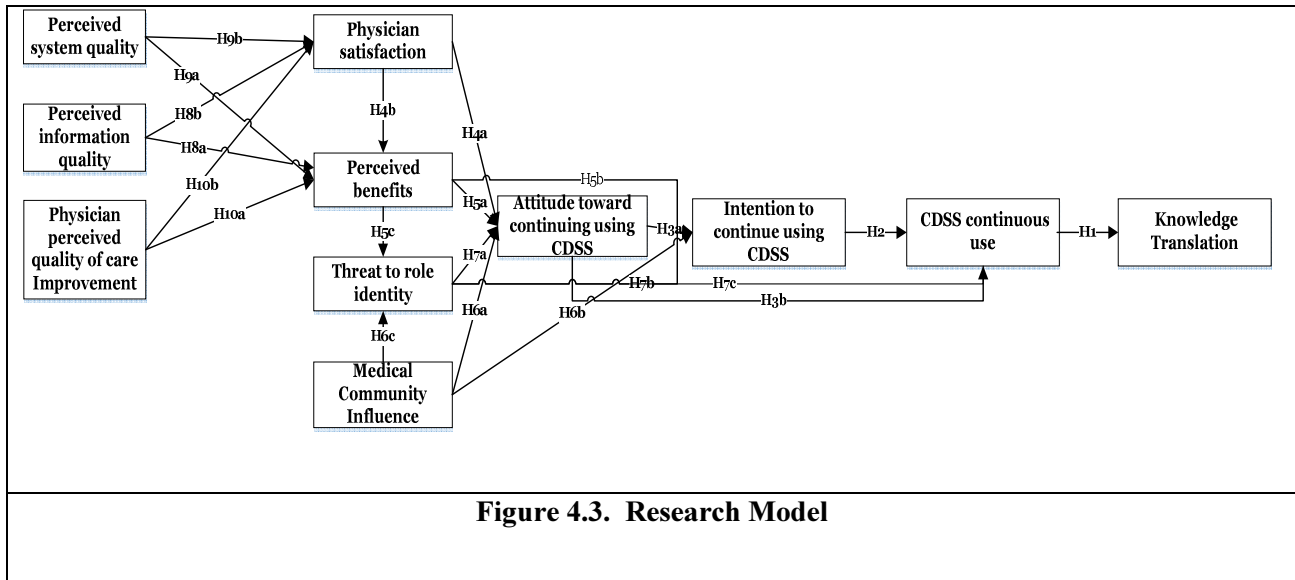 Perceived
system quality
Perceived
information
quality
Physician
perceived
quality of care
Improvement
H9b
H9a
H8b
H8a
H10b
H10a
Physician
satisfaction
H4b
Perceived
benefits
H5c
Threat to role
identity
H6c
Medical
Community
Influence
H4a
H5a
H7a
H6a
Attitude toward
continuing using
CDSS
H5b
H3a
H7b
H6b
H7c
H3b
Intention to
continue using
CDSS
H2
CDSS continuous
use
H1
Knowledge
Translation
Figure 4.3. Research Model